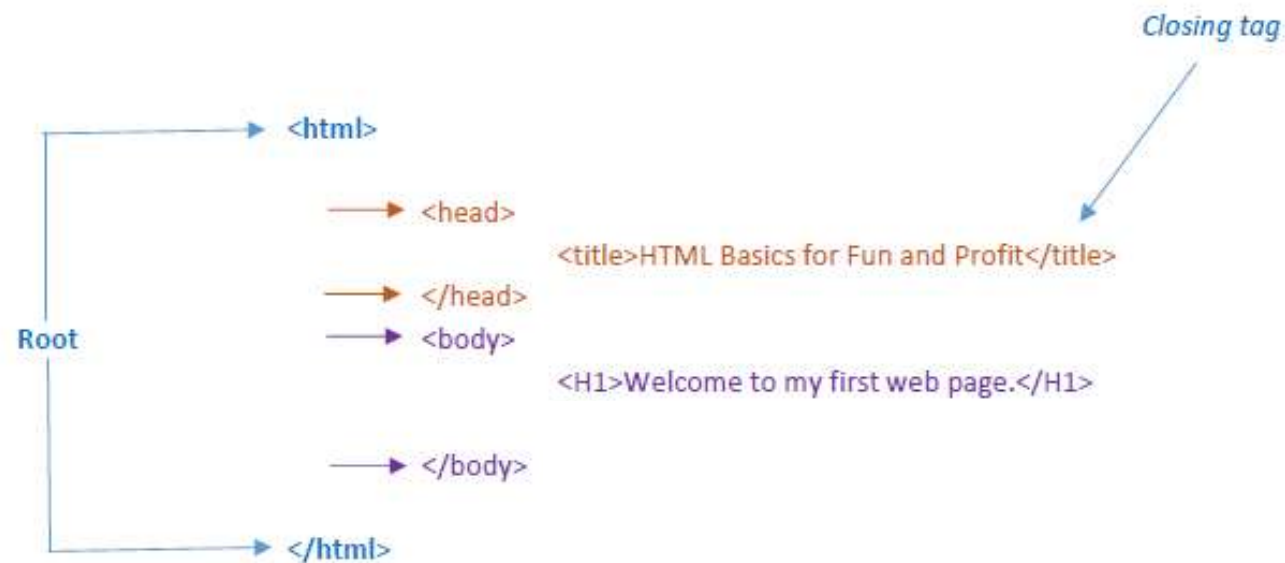 Closing tag
<html>
<head>
<title>HTML Basics for Fun and Profit</title>
</head>
Root
<body>
<H1>Welcome to my first web page.</H1>
</body>
</html>